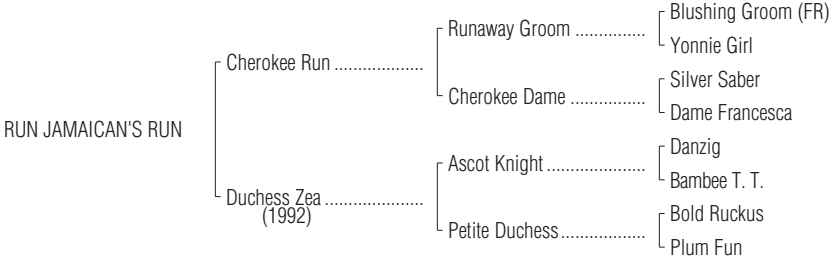 Blushing Groom (FR)
Runaway Groom ...............
Yonnie Girl
Cherokee Run ...................
Silver Saber
Cherokee Dame ................
Dame Francesca
RUN JAMAICAN'S RUN
Danzig
Ascot Knight .....................
Bambee T. T.
Duchess Zea .....................
(1992)
Bold Ruckus
Petite Duchess..................
Plum Fun